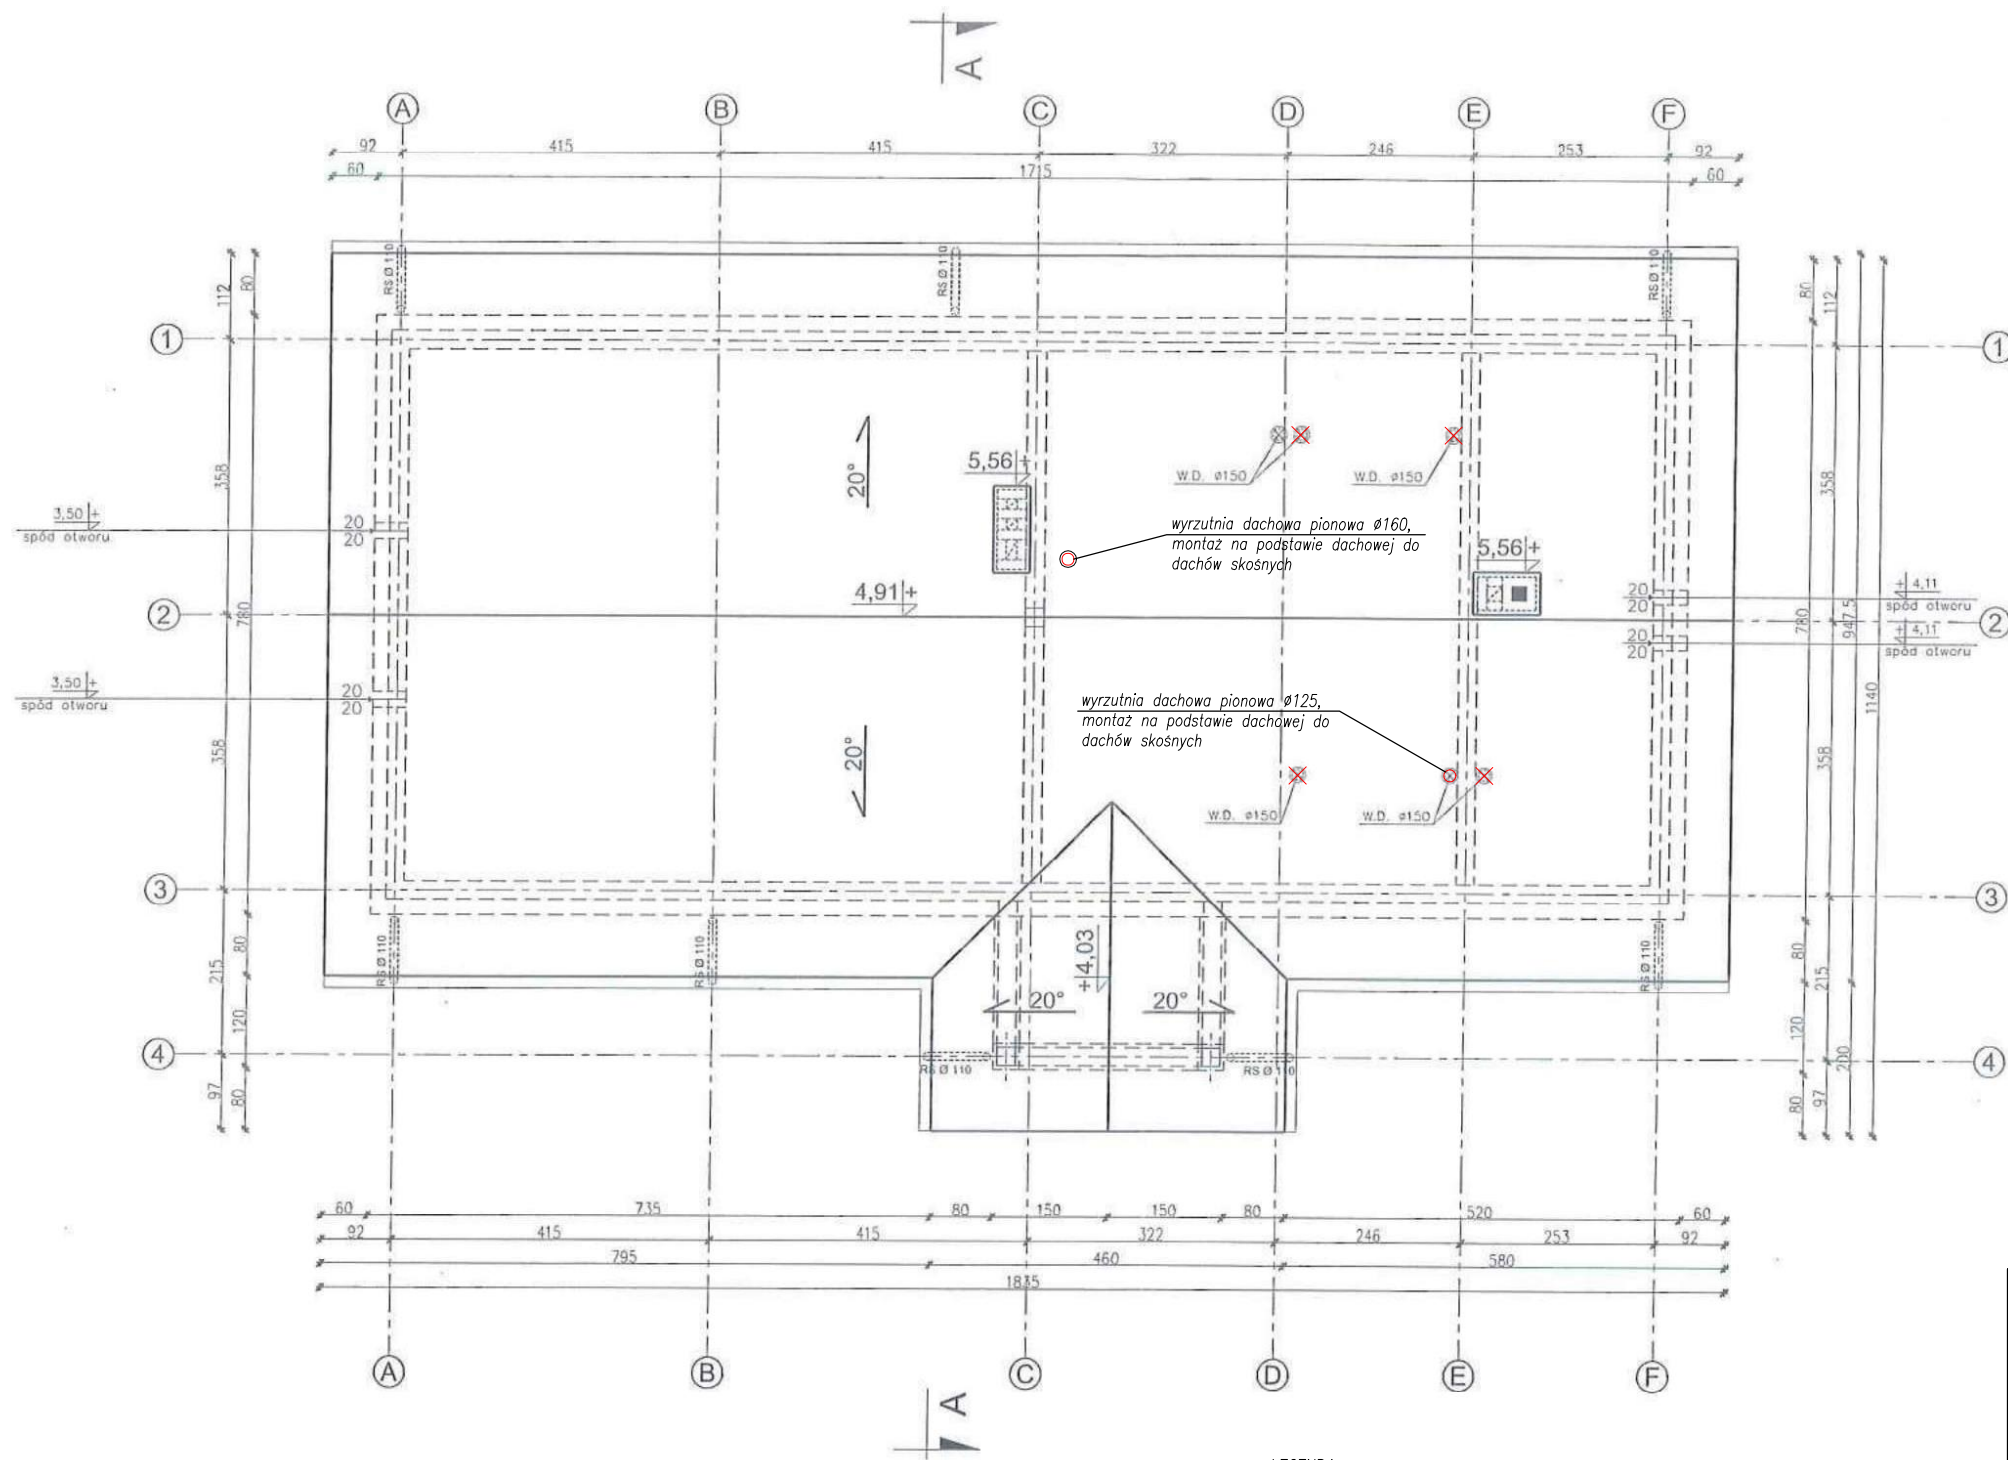 A
A B C D E F
92 415 415 322 246 253 92
60 1715 60
RS Ø 110 RS Ø 110 RS Ø 110
112 80 80 112
1 1
358 780 358
5,56 +
20°
W.D. ø150 W.D. ø150
3,50 +
spód otworu
20
20
wyrzutnia dachowa pionowa ø160,
montaż na podstawie dachowej do
dachów skośnych
5,56 +
4,91 +
20
20
+ 4,11
spód otworu
2 2
780 947.5 1140
20
20
+ 4,11
spód otworu
3,50 +
spód otworu
20
20
wyrzutnia dachowa pionowa ø125,
montaż na podstawie dachowej do
dachów skośnych
358 358
20°
W.D. ø150 W.D. ø150
3 3
RS Ø 110 RS Ø 110 RS Ø 110
+4,03
20° 20°
215 80 120 80 215 120 200
4 4
RS Ø 110 RS Ø 110
97 80 80 97
60 735 80 150 150 80 520 60
92 415 415 322 246 253 92
795 460 580
1835
A B C D E F
A